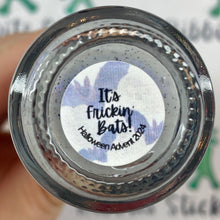 It's
Frickin'
Bats!
Halloween Advent 2024